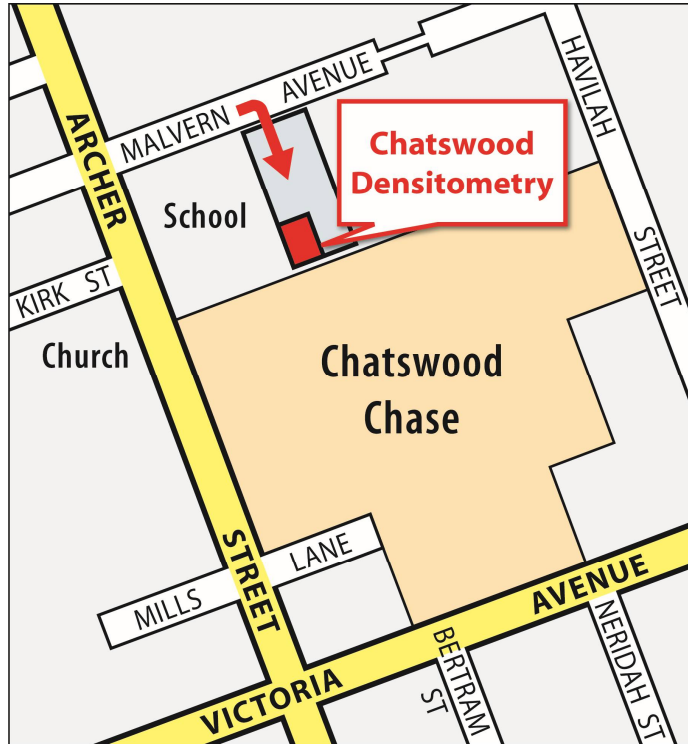 HAVILAH
STREET
MALVERN AVENUE
ARCHER
STREET
Chatswood
Densitometry
School
KIRK ST
Church
Chatswood
Chase
MILLS LANE
VICTORIA AVENUE
BERTRAM
ST
NERIDAH ST